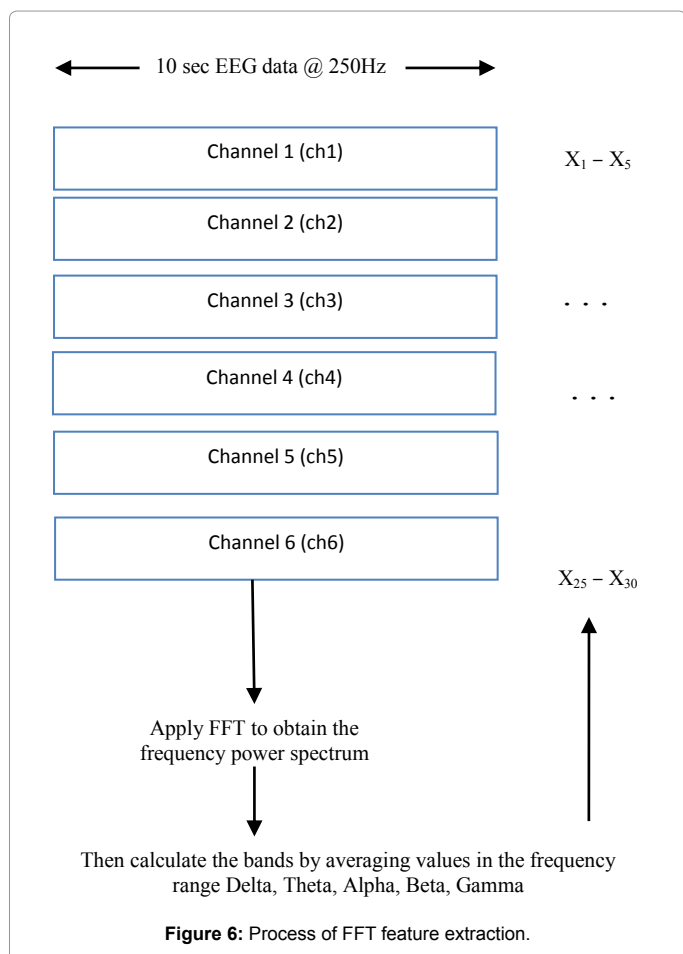 10 sec EEG data @ 250Hz
Channel 1 (ch1)
X₁ – X₅
Channel 2 (ch2)
Channel 3 (ch3)
. . .
Channel 4 (ch4)
. . .
Channel 5 (ch5)
Channel 6 (ch6)
X₂₅ – X₃₀
Apply FFT to obtain the
frequency power spectrum
Then calculate the bands by averaging values in the frequency
range Delta, Theta, Alpha, Beta, Gamma
Figure 6: Process of FFT feature extraction.